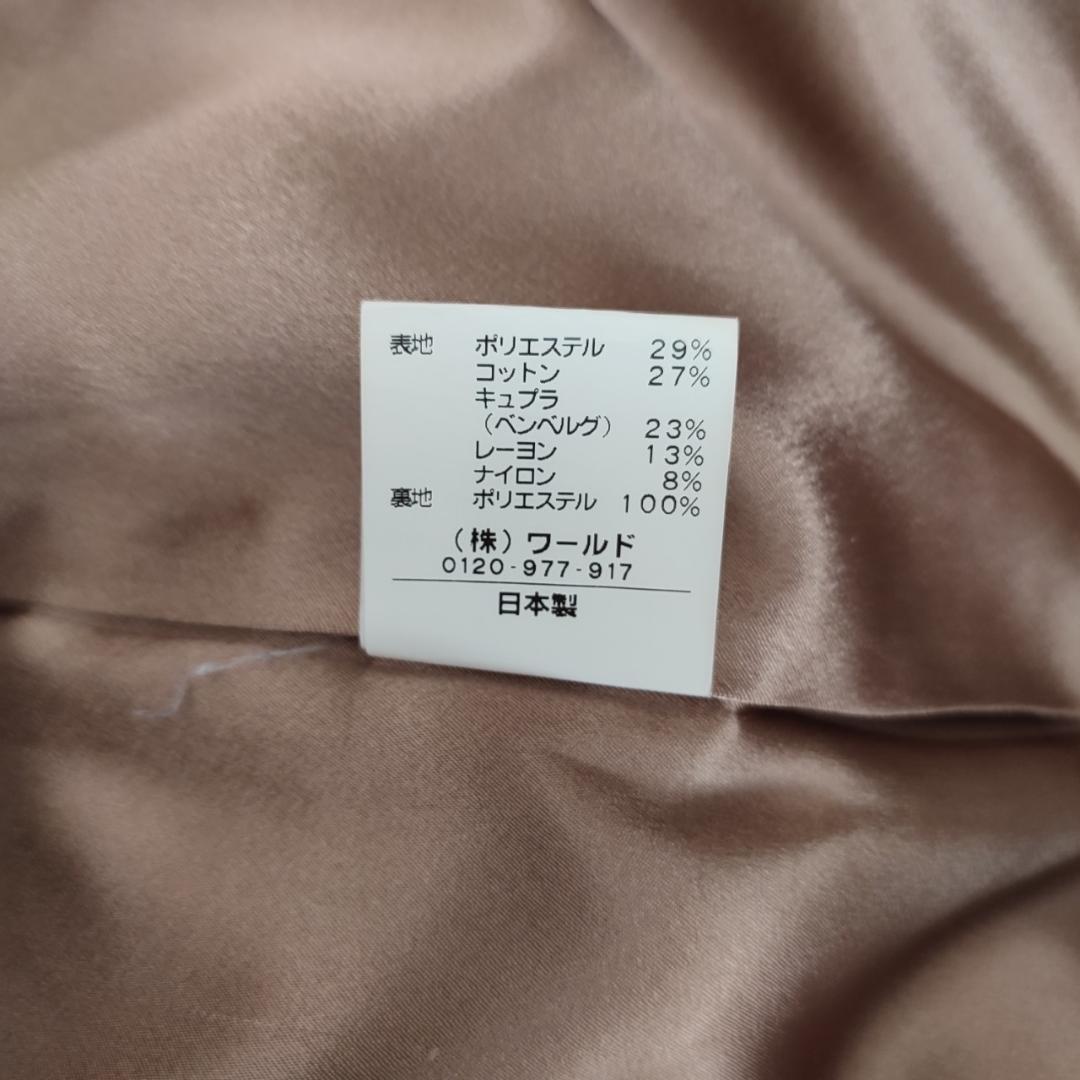 表地 ポリエステル 29%
コットン 27%
キュプラ
（ベンベルグ） 23%
レーヨン 13%
ナイロン 8%
裏地 ポリエステル 100%
（株）ワールド
0120-977-917
日本製